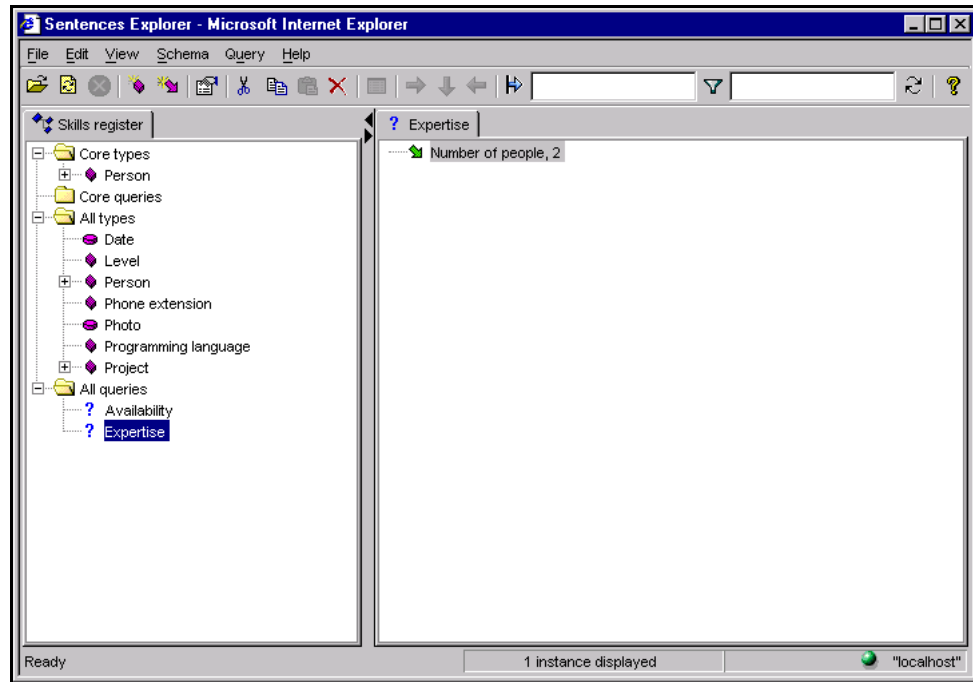 Sentences Explorer - Microsoft Internet Explorer
File Edit View Schema Query Help
Skills register
Core types
Person
Core queries
All types
Date
Level
Person
Phone extension
Photo
Programming language
Project
All queries
? Availability
? Expertise
? Expertise
Number of people, 2
Ready
1 instance displayed
"localhost"